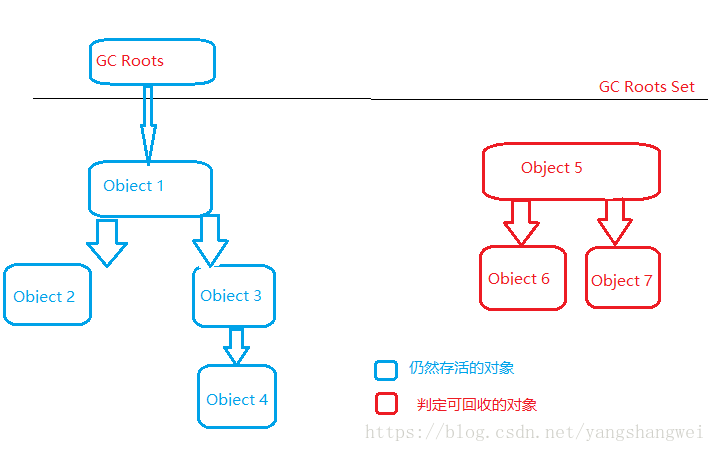 GC Roots
GC Roots Set
Object 1
Object 5
Object 2
Object 3
Object 6
Object 7
Object 4
仍然存活的对象
判定可回收的对象
https://blog.csdn.net/yangshangwei